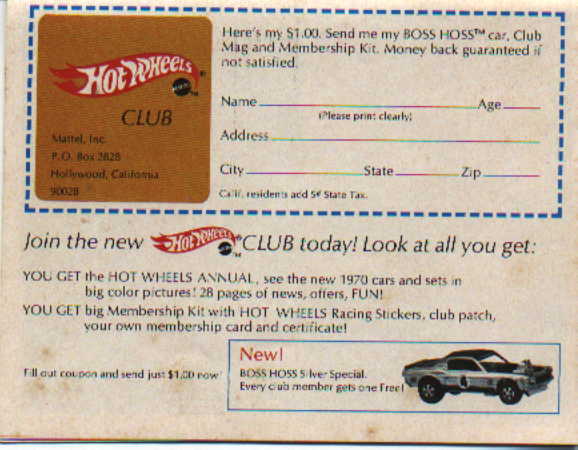 Hot Wheels
CLUB
Mattel, Inc.
P.O. Box 2828
Hollywood, California
90028
Here's my $1.00. Send me my BOSS HOSS™ car, Club
Mag and Membership Kit. Money back guaranteed if
not satisfied.
Name Age
(Please print clearly)
Address
City State Zip
Calif. residents add 5¢ State Tax.
Join the new Hot Wheels CLUB today! Look at all you get:
YOU GET the HOT WHEELS ANNUAL, see the new 1970 cars and sets in
big color pictures! 28 pages of news, offers, FUN!
YOU GET big Membership Kit with HOT WHEELS Racing Stickers, club patch,
your own membership card and certificate!
Fill out coupon and send just $1.00 now!
New!
BOSS HOSS Silver Special.
Every club member gets one Free!